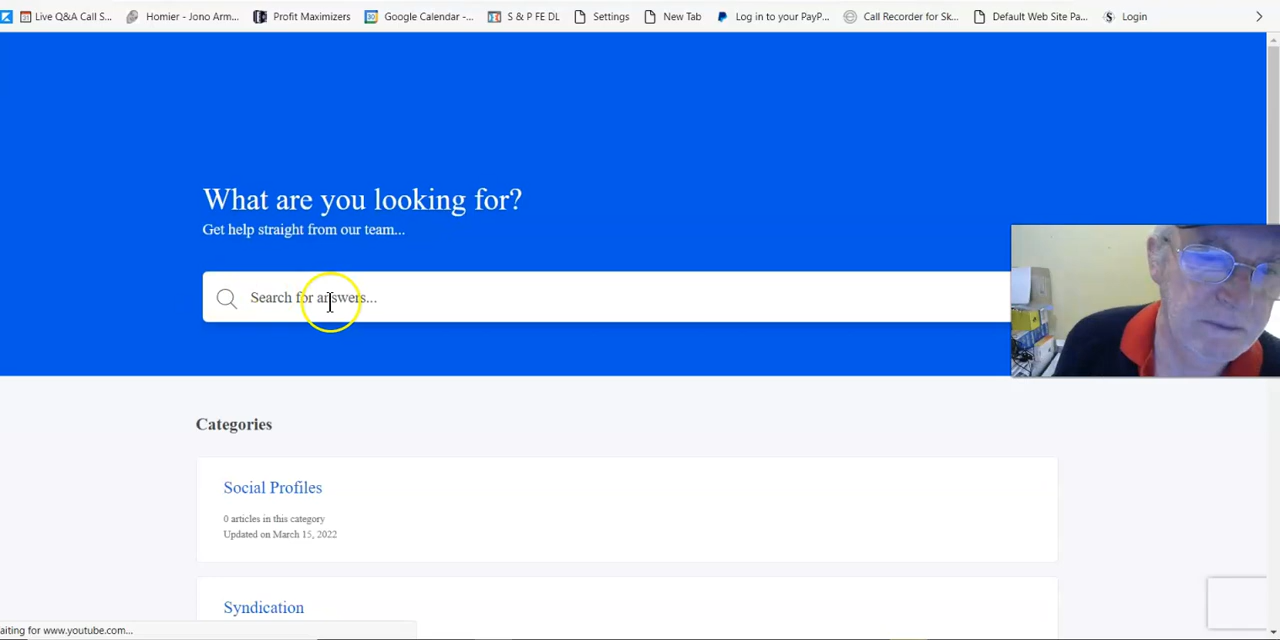 Live Q&A Call S... Homier - Jono Arm... Profit Maximizers Google Calendar -... S & P FE DL Settings New Tab Log in to your PayP... Call Recorder for Sk... Default Web Site Pa... Login
What are you looking for?
Get help straight from our team...
Search for answers...
Categories
Social Profiles
0 articles in this category
Updated on March 15, 2022
Syndication
aiting for www.youtube.com...